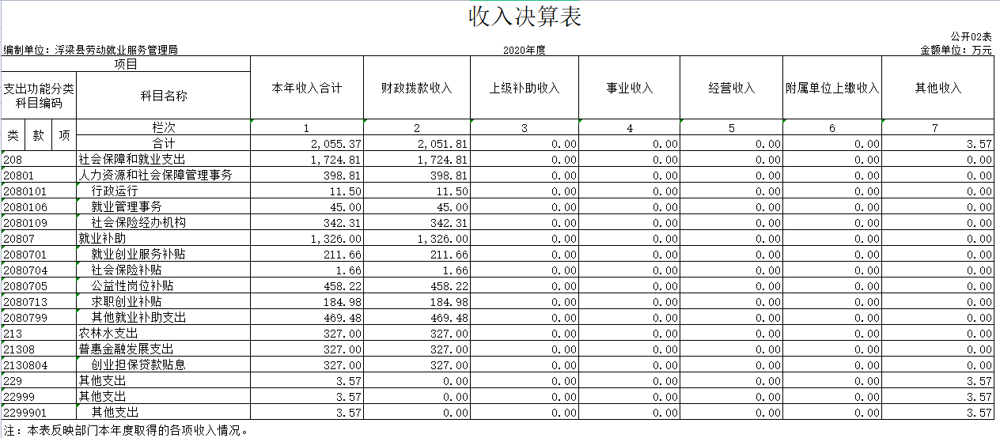 收入决算表
公开02表
编制单位：浮梁县劳动就业服务管理局 2020年度 金额单位：万元
项目 本年收入合计 财政拨款收入 上级补助收入 事业收入 经营收入 附属单位上缴收入 其他收入
支出功能分类科目编码 科目名称
类 款 项 栏次 1 2 3 4 5 6 7
合计 2,055.37 2,051.81 0.00 0.00 0.00 0.00 3.57
208 社会保障和就业支出 1,724.81 1,724.81 0.00 0.00 0.00 0.00 0.00
20801 人力资源和社会保障管理事务 398.81 398.81 0.00 0.00 0.00 0.00 0.00
2080101 行政运行 11.50 11.50 0.00 0.00 0.00 0.00 0.00
2080106 就业管理事务 45.00 45.00 0.00 0.00 0.00 0.00 0.00
2080109 社会保险经办机构 342.31 342.31 0.00 0.00 0.00 0.00 0.00
20807 就业补助 1,326.00 1,326.00 0.00 0.00 0.00 0.00 0.00
2080701 就业创业服务补贴 211.66 211.66 0.00 0.00 0.00 0.00 0.00
2080704 社会保险补贴 1.66 1.66 0.00 0.00 0.00 0.00 0.00
2080705 公益性岗位补贴 458.22 458.22 0.00 0.00 0.00 0.00 0.00
2080713 求职创业补贴 184.98 184.98 0.00 0.00 0.00 0.00 0.00
2080799 其他就业补助支出 469.48 469.48 0.00 0.00 0.00 0.00 0.00
213 农林水支出 327.00 327.00 0.00 0.00 0.00 0.00 0.00
21308 普惠金融发展支出 327.00 327.00 0.00 0.00 0.00 0.00 0.00
2130804 创业担保贷款贴息 327.00 327.00 0.00 0.00 0.00 0.00 0.00
229 其他支出 3.57 0.00 0.00 0.00 0.00 0.00 3.57
22999 其他支出 3.57 0.00 0.00 0.00 0.00 0.00 3.57
2299901 其他支出 3.57 0.00 0.00 0.00 0.00 0.00 3.57
注：本表反映部门本年度取得的各项收入情况。